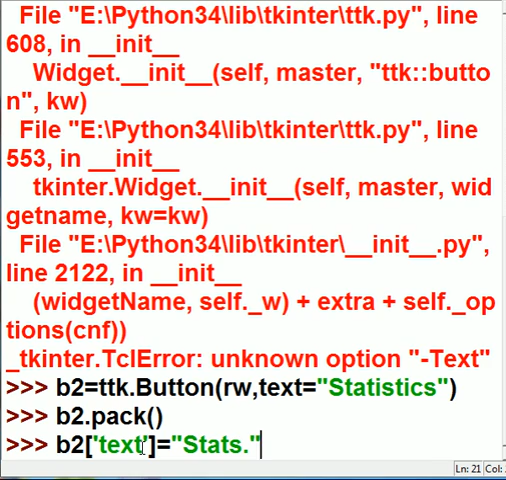 File "E:\Python34\lib\tkinter\ttk.py", line
608, in __init__
Widget.__init__(self, master, "ttk::butto
n", kw)
File "E:\Python34\lib\tkinter\ttk.py", line
553, in __init__
tkinter.Widget.__init__(self, master, wid
getname, kw=kw)
File "E:\Python34\lib\tkinter\__init__.py",
line 2122, in __init__
(widgetName, self._w) + extra + self._op
tions(cnf))
_tkinter.TclError: unknown option "-Text"
>>> b2=ttk.Button(rw,text="Statistics")
>>> b2.pack()
>>> b2['text']="Stats."
Ln: 21 Col: